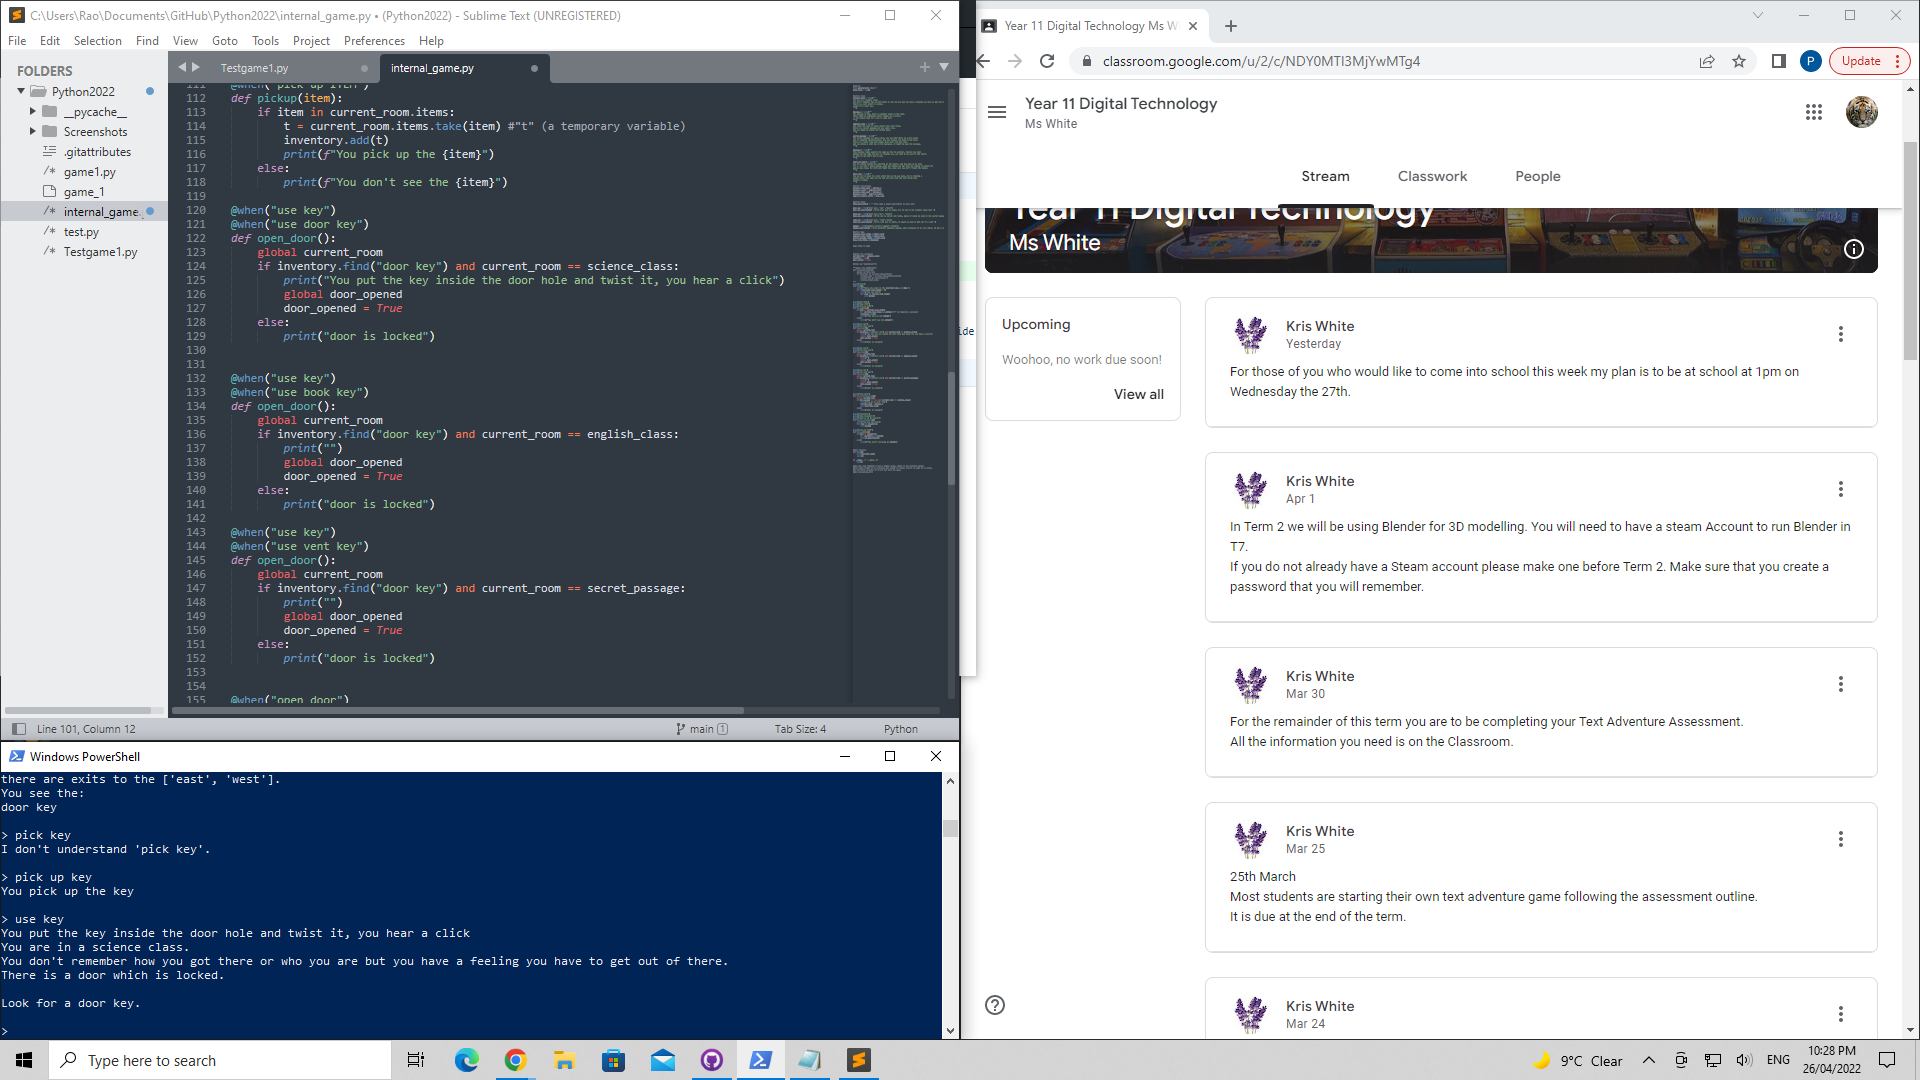 C:\Users\Rao\Documents\GitHub\Python2022\internal_game.py • (Python2022) - Sublime Text (UNREGISTERED)
File Edit Selection Find View Goto Tools Project Preferences Help
FOLDERS
Python2022
__pycache__
Screenshots
.gitattributes
game1.py
game_1
internal_game.
test.py
Testgame1.py
Testgame1.py
internal_game.py
111 @when("pick up ITEM")
112 def pickup(item):
113 if item in current_room.items:
114 t = current_room.items.take(item) #"t" (a temporary variable)
115 inventory.add(t)
116 print(f"You pick up the {item}")
117 else:
118 print(f"You don't see the {item}")
119
120 @when("use key")
121 @when("use door key")
122 def open_door():
123 global current_room
124 if inventory.find("door key") and current_room == science_class:
125 print("You put the key inside the door hole and twist it, you hear a click")
126 global door_opened
127 door_opened = True
128 else:
129 print("door is locked")
130
131
132 @when("use key")
133 @when("use book key")
134 def open_door():
135 global current_room
136 if inventory.find("door key") and current_room == english_class:
137 print("")
138 global door_opened
139 door_opened = True
140 else:
141 print("door is locked")
142
143 @when("use key")
144 @when("use vent key")
145 def open_door():
146 global current_room
147 if inventory.find("door key") and current_room == secret_passage:
148 print("")
149 global door_opened
150 door_opened = True
151 else:
152 print("door is locked")
153
154
155 @when("open door")
Line 101, Column 12
main 1
Tab Size: 4
Python
Windows PowerShell
there are exits to the ['east', 'west'].
You see the:
door key
> pick key
I don't understand 'pick key'.
> pick up key
You pick up the key
> use key
You put the key inside the door hole and twist it, you hear a click
You are in a science class.
You don't remember how you got there or who you are but you have a feeling you have to get out of there.
There is a door which is locked.
Look for a door key.
>
ide
Year 11 Digital Technology Ms W
classroom.google.com/u/2/c/NDY0MTI3MjYwMTg4
P
Update
Year 11 Digital Technology
Ms White
Stream
Classwork
People
Year 11 Digital Technology
Ms White
Upcoming
Woohoo, no work due soon!
View all
Kris White
Yesterday
For those of you who would like to come into school this week my plan is to be at school at 1pm on
Wednesday the 27th.
Kris White
Apr 1
In Term 2 we will be using Blender for 3D modelling. You will need to have a steam Account to run Blender in
T7.
If you do not already have a Steam account please make one before Term 2. Make sure that you create a
password that you will remember.
Kris White
Mar 30
For the remainder of this term you are to be completing your Text Adventure Assessment.
All the information you need is on the Classroom.
Kris White
Mar 25
25th March
Most students are starting their own text adventure game following the assessment outline.
It is due at the end of the term.
Kris White
Mar 24
Type here to search
9°C Clear
ENG
10:28 PM
26/04/2022